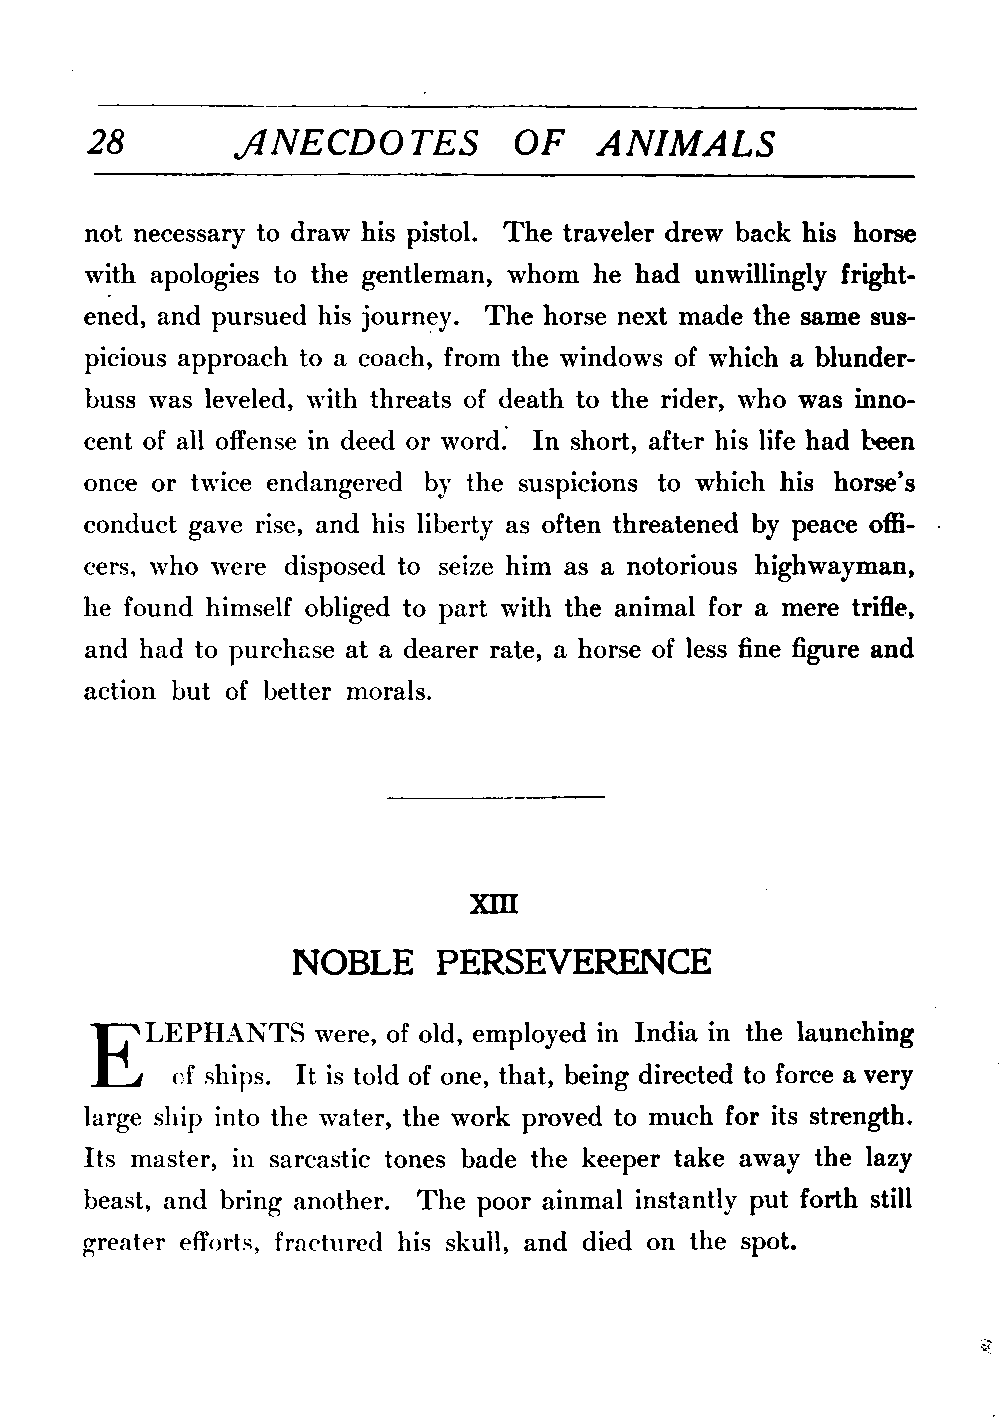 28 ANECDOTES OF ANIMALS
not necessary to draw his pistol. The traveler drew back his horse
with apologies to the gentleman, whom he had unwillingly fright-
ened, and pursued his journey. The horse next made the same sus-
picious approach to a coach, from the windows of which a blunder-
buss was leveled, with threats of death to the rider, who was inno-
cent of all offense in deed or word. In short, after his life had been
once or twice endangered by the suspicions to which his horse's
conduct gave rise, and his liberty as often threatened by peace offi-
cers, who were disposed to seize him as a notorious highwayman,
he found himself obliged to part with the animal for a mere trifle,
and had to purchase at a dearer rate, a horse of less fine figure and
action but of better morals.
XIII
NOBLE PERSEVERENCE
ELEPHANTS were, of old, employed in India in the launching
of ships. It is told of one, that, being directed to force a very
large ship into the water, the work proved to much for its strength.
Its master, in sarcastic tones bade the keeper take away the lazy
beast, and bring another. The poor ainmal instantly put forth still
greater efforts, fractured his skull, and died on the spot.